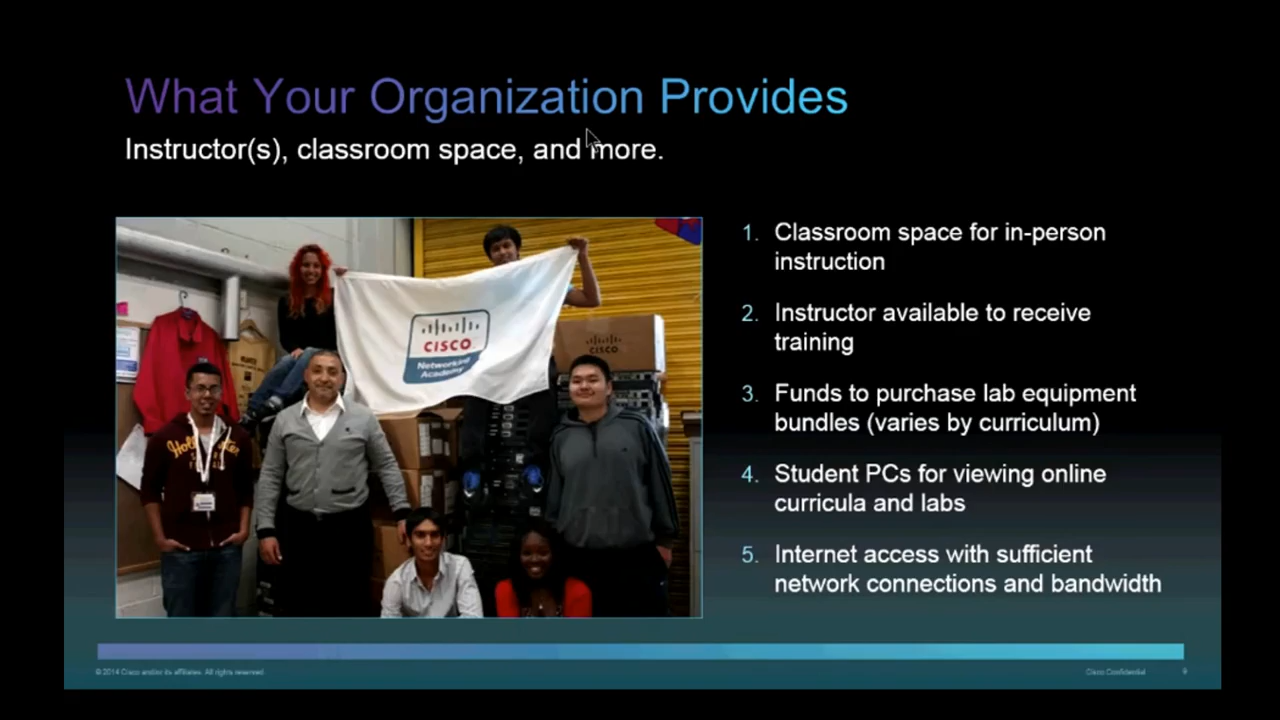 What Your Organization Provides
Instructor(s), classroom space, and more.
CISCO
Networking
Academy
CISCO
1. Classroom space for in-person
instruction
2. Instructor available to receive
training
3. Funds to purchase lab equipment
bundles (varies by curriculum)
4. Student PCs for viewing online
curricula and labs
5. Internet access with sufficient
network connections and bandwidth
© 2014 Cisco and/or its affiliates. All rights reserved.
Cisco Confidential
9